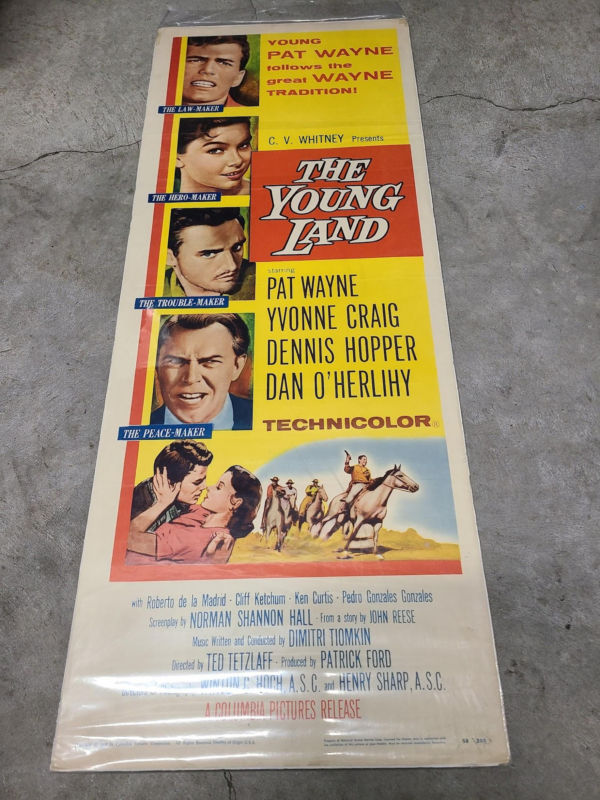 YOUNG
PAT WAYNE
follows the
great WAYNE
TRADITION!
THE LAW-MAKER
C. V. WHITNEY Presents
THE HERO-MAKER
THE
YOUNG
LAND
THE TROUBLE-MAKER
starring
PAT WAYNE
YVONNE CRAIG
DENNIS HOPPER
DAN O'HERLIHY
THE PEACE-MAKER
TECHNICOLOR®
with Roberto de la Madrid · Cliff Ketchum · Ken Curtis · Pedro Gonzales Gonzales
Screenplay by NORMAN SHANNON HALL · From a story by JOHN REESE
Music Written and Conducted by DIMITRI TIOMKIN
Directed by TED TETZLAFF · Produced by PATRICK FORD
WINTON C. HOCH, A.S.C. and HENRY SHARP, A.S.C.
A COLUMBIA PICTURES RELEASE